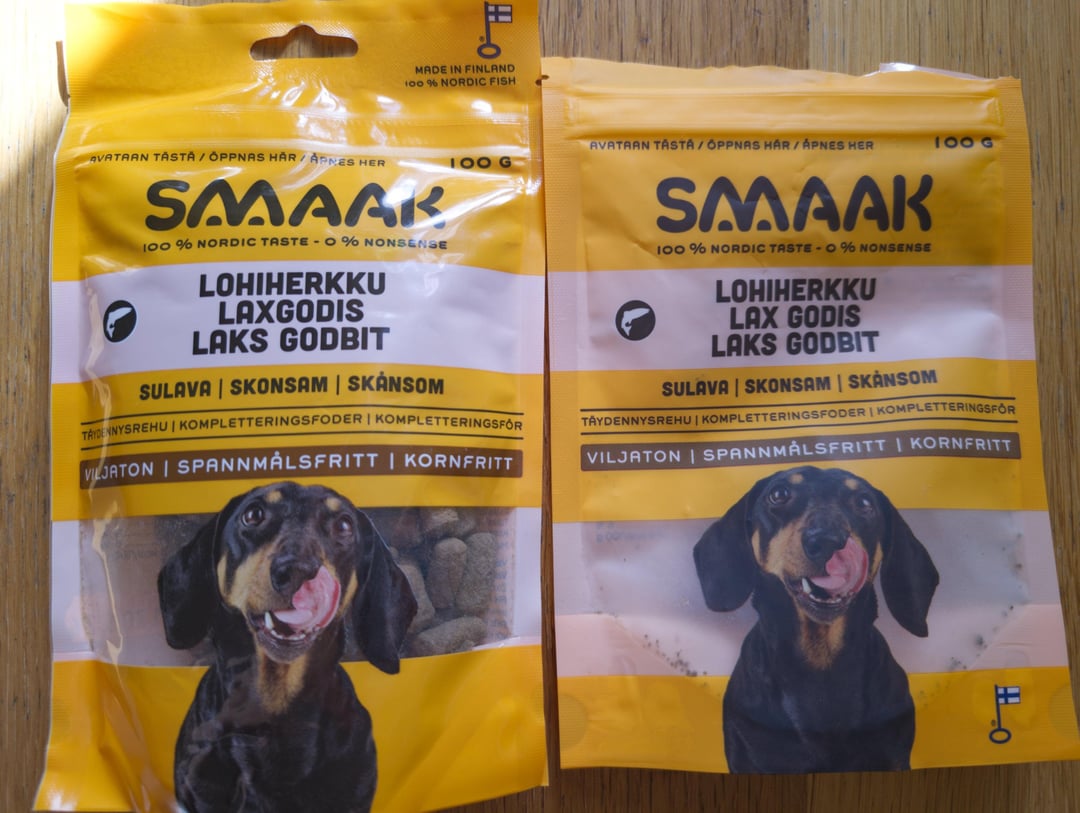 MADE IN FINLAND
100 % NORDIC FISH
AVATAAN TÄSTÄ / ÖPPNAS HÄR / ÅPNES HER
100 G
SMAAK
100 % NORDIC TASTE - 0 % NONSENSE
LOHIHERKKU
LAXGODIS
LAKS GODBIT
SULAVA | SKONSAM | SKÅNSOM
TÄYDENNYSREHU | KOMPLETTERINGSFODER | KOMPLETTERINGSFÔR
VILJATON | SPANNMÅLSFRITT | KORNFRITT
AVATAAN TÄSTÄ / ÖPPNAS HÄR / ÅPNES HER
100 G
SMAAK
100 % NORDIC TASTE - 0 % NONSENSE
LOHIHERKKU
LAX GODIS
LAKS GODBIT
SULAVA | SKONSAM | SKÅNSOM
TÄYDENNYSREHU | KOMPLETTERINGSFODER | KOMPLETTERINGSFÔR
VILJATON | SPANNMÅLSFRITT | KORNFRITT